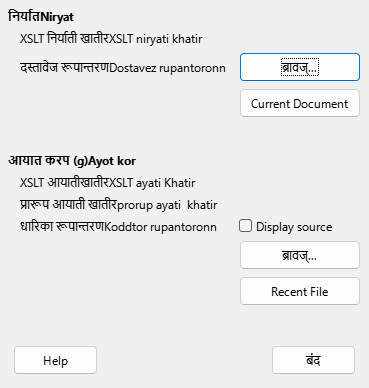 निर्यातNiryat
XSLT निर्याती खातीरXSLT niryati khatir
दस्तावेज रूपान्तरणDostavez rupantoronn
ब्रावज्...
Current Document
आयात करप (g)Ayot kor
XSLT आयातीखातीरXSLT ayati Khatir
प्रारूप आयाती खातीरprorup ayati khatir
धारिका रूपान्तरणKoddtor rupantoronn
Display source
ब्रावज्...
Recent File
Help
बंद